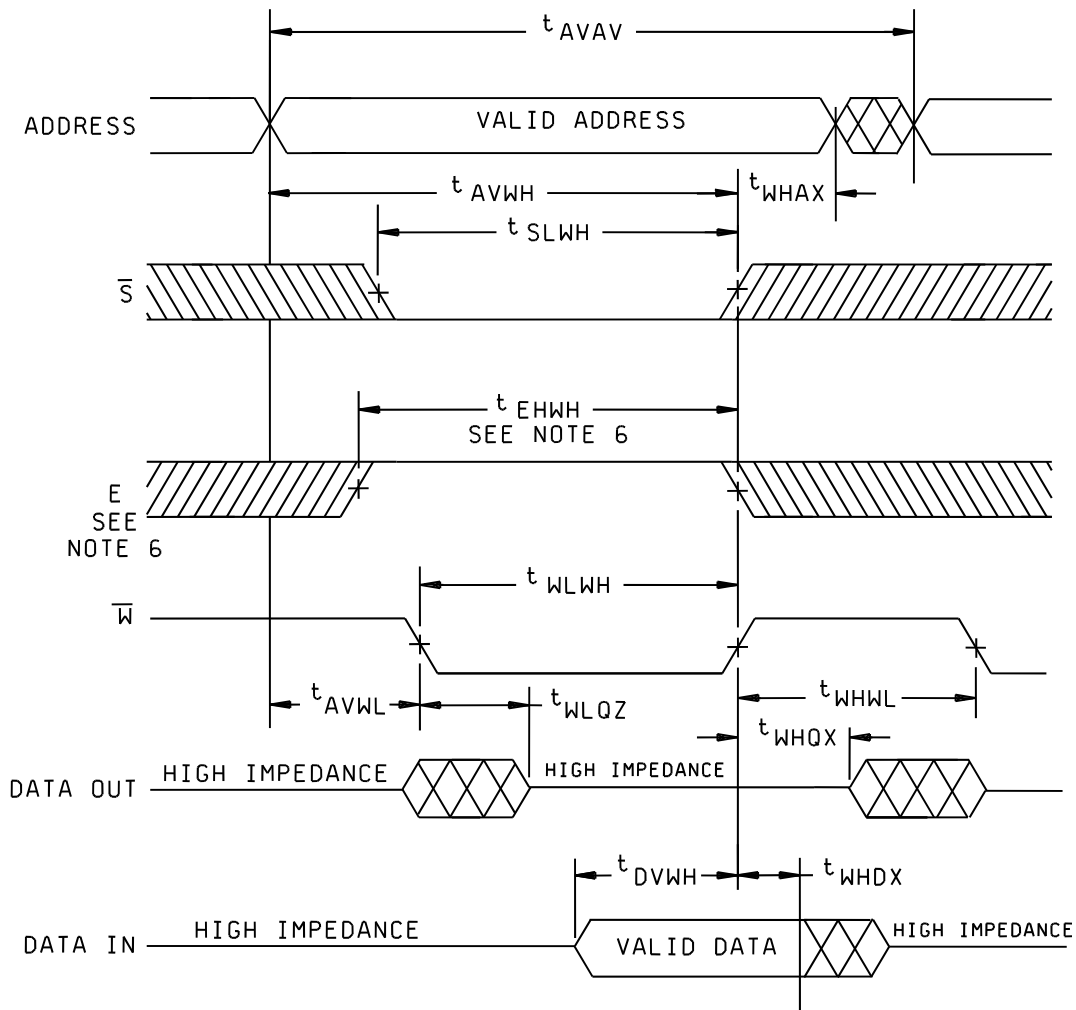 t AVAV
ADDRESS
VALID ADDRESS
t AVWH
t WHAX
t SLWH
S̅
t EHWH
SEE NOTE 6
E
SEE
NOTE 6
t WLWH
W̅
t AVWL
t WLQZ
t WHWL
t WHQX
DATA OUT
HIGH IMPEDANCE
HIGH IMPEDANCE
t DVWH
t WHDX
DATA IN
HIGH IMPEDANCE
VALID DATA
HIGH IMPEDANCE